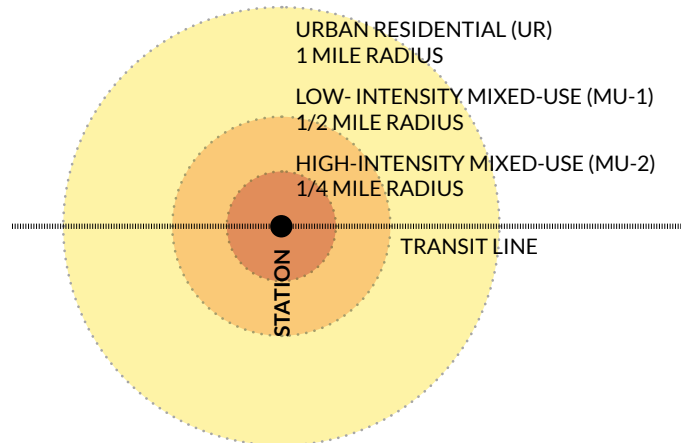 URBAN RESIDENTIAL (UR)
1 MILE RADIUS
LOW- INTENSITY MIXED-USE (MU-1)
1/2 MILE RADIUS
HIGH-INTENSITY MIXED-USE (MU-2)
1/4 MILE RADIUS
TRANSIT LINE
STATION